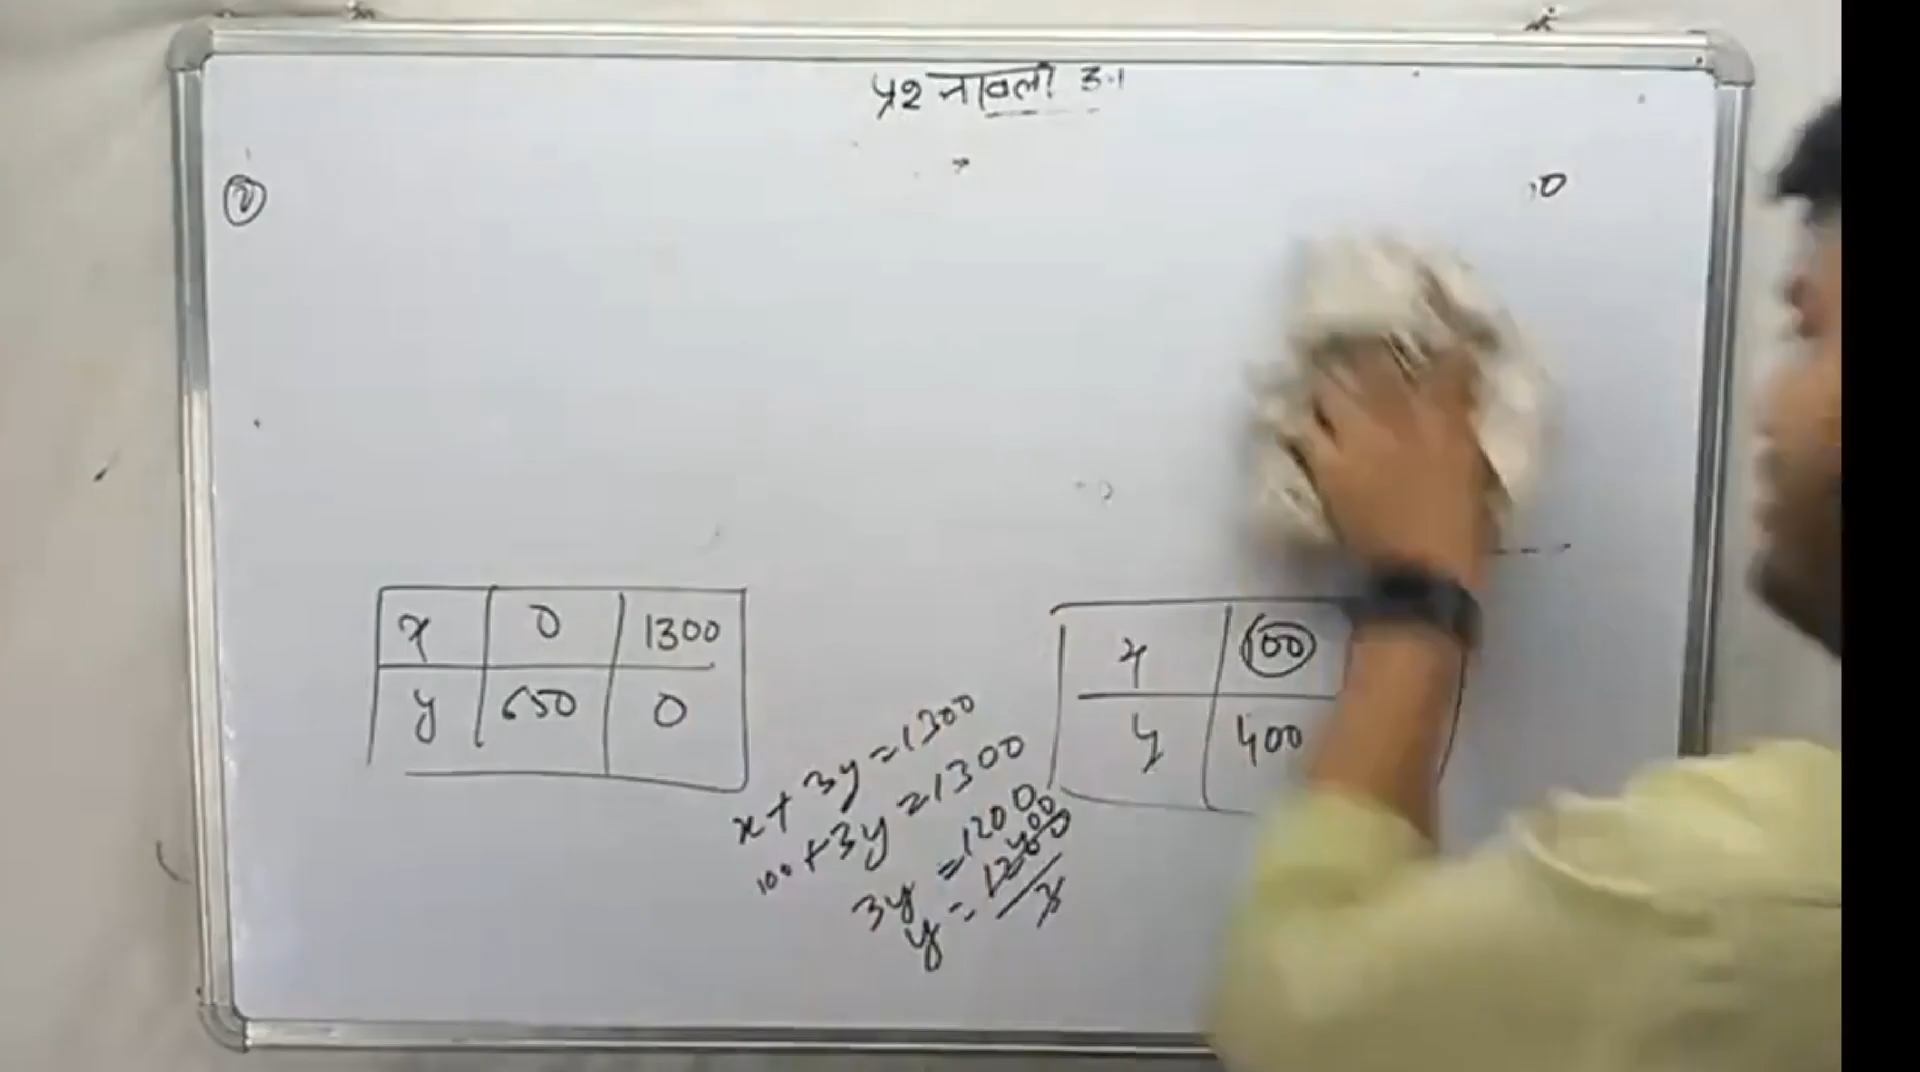 प्रश्नावली 3.1
②
x 0 1300
y 650 0
x + 3y = 1300
100 + 3y = 1300
3y = 1200
y = 1200/3 400
x 100
y 400